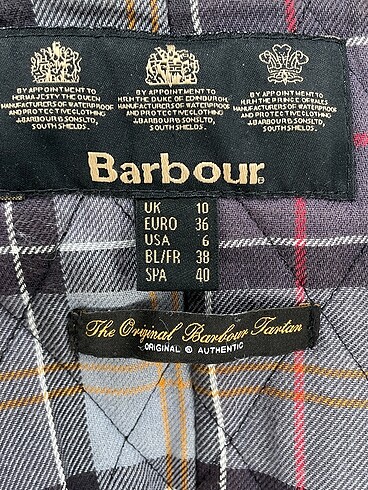 BY APPOINTMENT TO
HER MAJESTY THE QUEEN
MANUFACTURERS OF WATERPROOF
AND PROTECTIVE CLOTHING
J.BARBOUR & SONS LTD,
SOUTH SHIELDS.
BY APPOINTMENT TO
H.R.H. THE DUKE OF EDINBURGH,
MANUFACTURERS OF WATERPROOF
AND PROTECTIVE CLOTHING
J.BARBOUR & SONS LTD,
SOUTH SHIELDS.
BY APPOINTMENT TO
H.R.H. THE PRINCE OF WALES
MANUFACTURERS OF WATERPROOF
AND PROTECTIVE CLOTHING
J.BARBOUR & SONS LTD,
SOUTH SHIELDS.
Barbour®
UK 10
EURO 36
USA 6
BL/FR 38
SPA 40
The Original Barbour Tartan
ORIGINAL ® AUTHENTIC